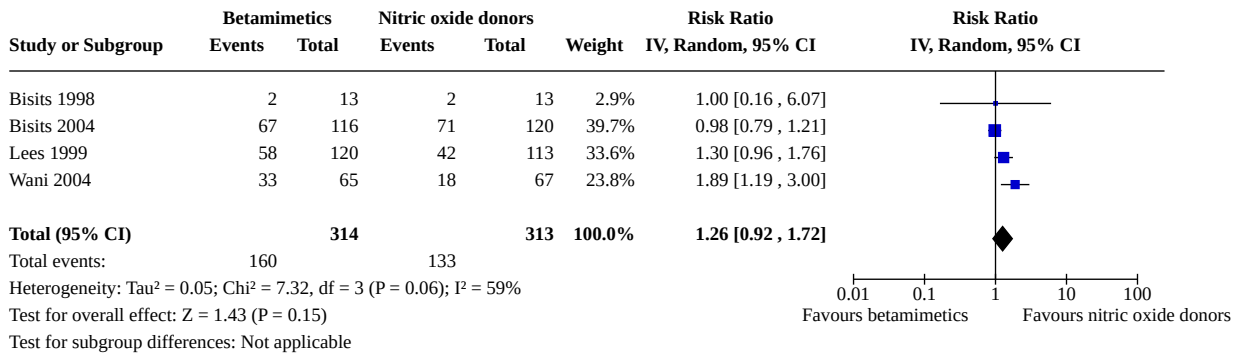 Betamimetics Nitric oxide donors Risk Ratio Risk Ratio
Study or Subgroup Events Total Events Total Weight IV, Random, 95% CI IV, Random, 95% CI
Bisits 1998 2 13 2 13 2.9% 1.00 [0.16 , 6.07]
Bisits 2004 67 116 71 120 39.7% 0.98 [0.79 , 1.21]
Lees 1999 58 120 42 113 33.6% 1.30 [0.96 , 1.76]
Wani 2004 33 65 18 67 23.8% 1.89 [1.19 , 3.00]
Total (95% CI) 314 313 100.0% 1.26 [0.92 , 1.72]
Total events: 160 133
Heterogeneity: Tau² = 0.05; Chi² = 7.32, df = 3 (P = 0.06); I² = 59% 0.01 0.1 1 10 100
Test for overall effect: Z = 1.43 (P = 0.15) Favours betamimetics Favours nitric oxide donors
Test for subgroup differences: Not applicable